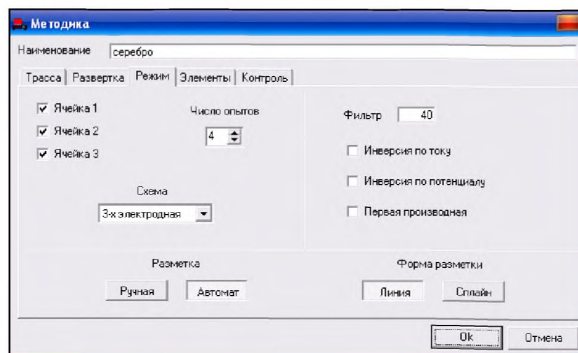 Методика
Наименование серебро
Трасса Развертка Режим Элементы Контроль
Ячейка 1
Ячейка 2
Ячейка 3
Число опытов
4
Схема
3-х электродная
Фильтр 40
Инверсия по току
Инверсия по потенциалу
Первая производная
Разметка
Ручная Автомат
Форма разметки
Линия Сплайн
Ok Отмена